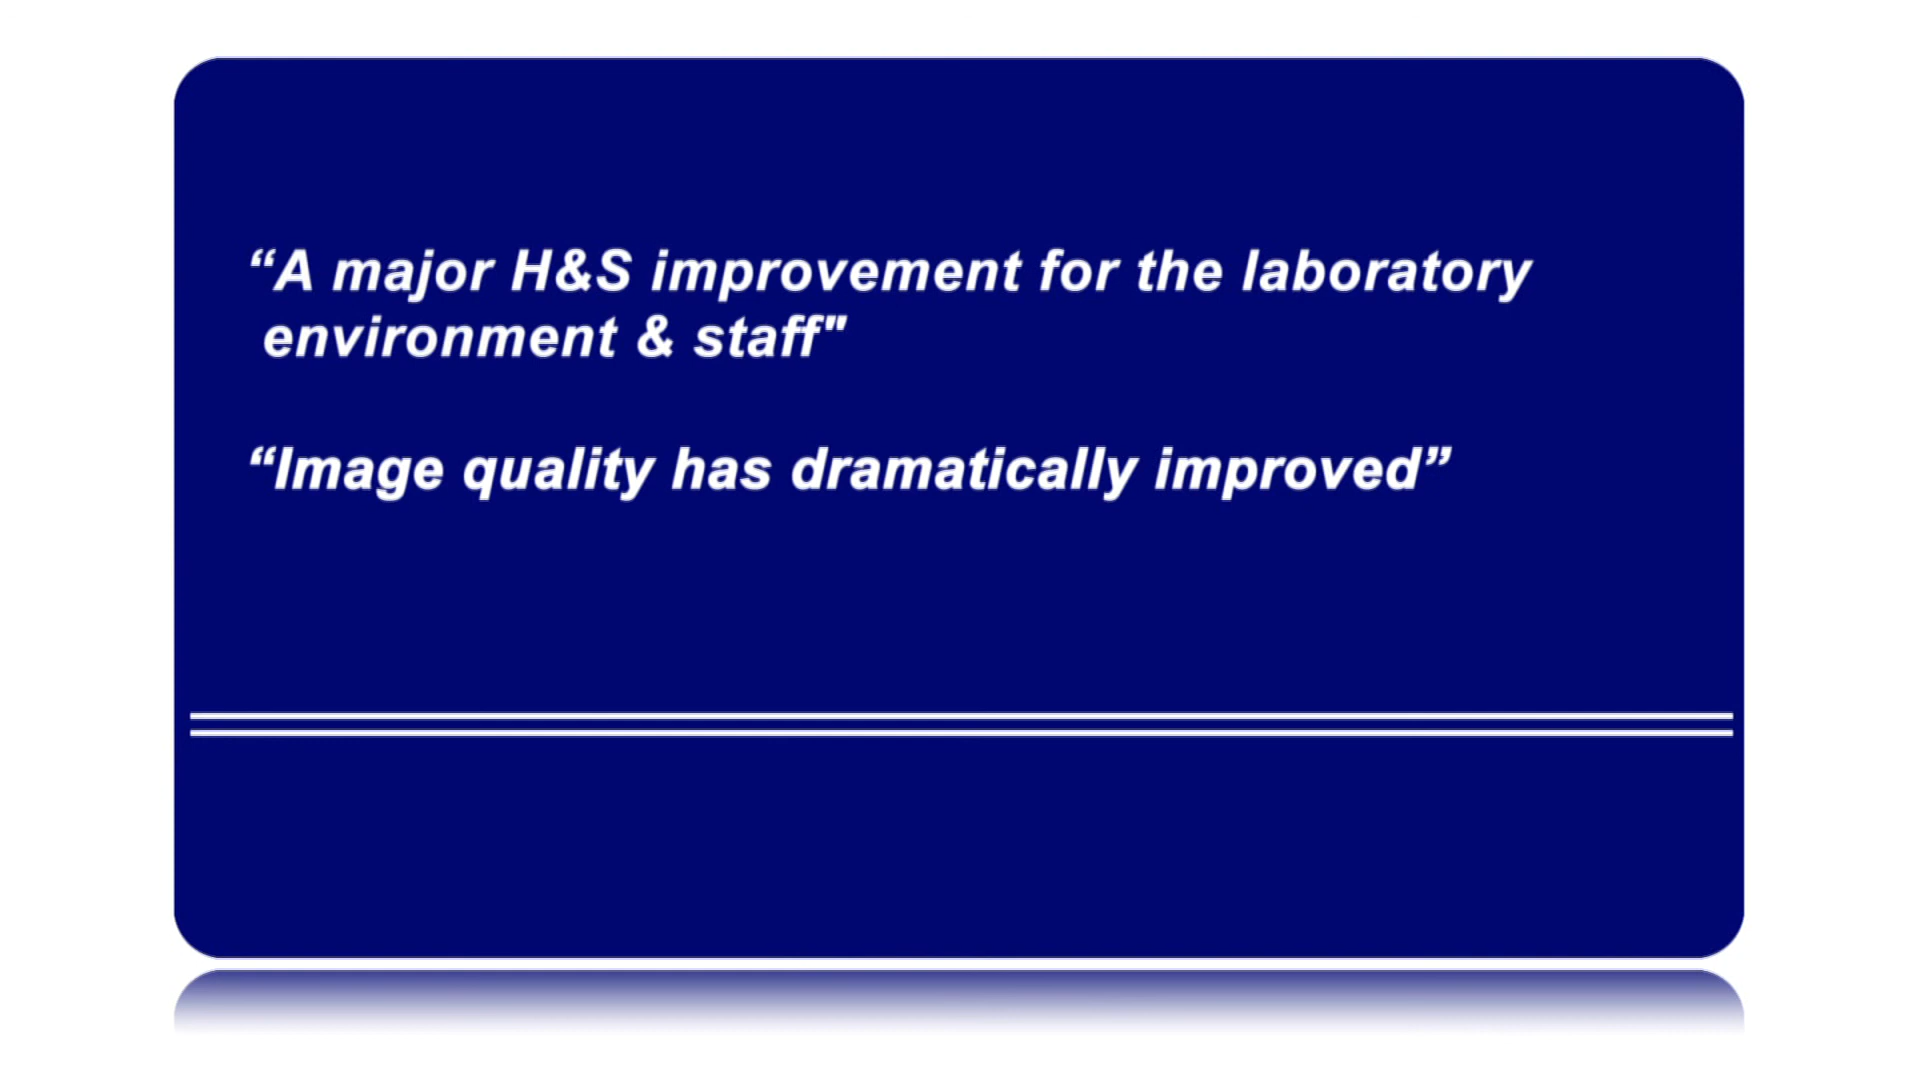 “A major H&S improvement for the laboratory
environment & staff"
“Image quality has dramatically improved”